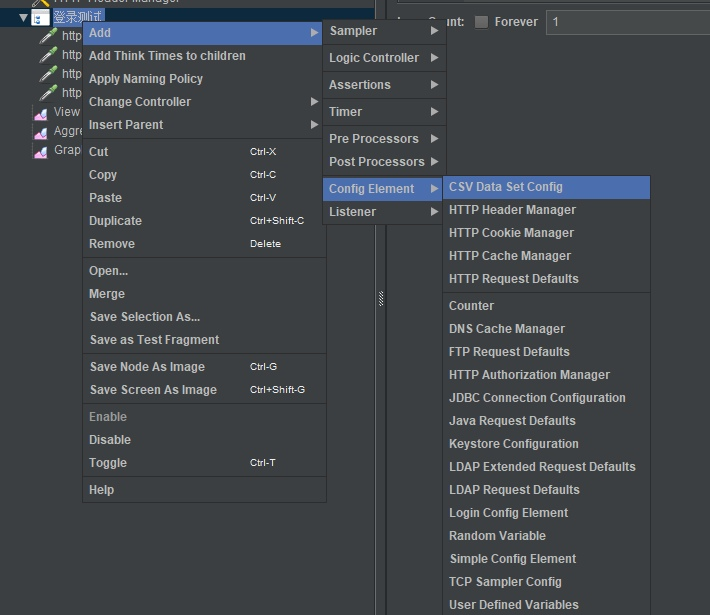 登录测试
http
http
http
http
View
Aggre
Grap
Add
Add Think Times to children
Apply Naming Policy
Change Controller
Insert Parent
Cut Ctrl-X
Copy Ctrl-C
Paste Ctrl-V
Duplicate Ctrl+Shift-C
Remove Delete
Open...
Merge
Save Selection As...
Save as Test Fragment
Save Node As Image Ctrl-G
Save Screen As Image Ctrl+Shift-G
Enable
Disable
Toggle Ctrl-T
Help
Sampler
Logic Controller
Assertions
Timer
Pre Processors
Post Processors
Config Element
Listener
CSV Data Set Config
HTTP Header Manager
HTTP Cookie Manager
HTTP Cache Manager
HTTP Request Defaults
Counter
DNS Cache Manager
FTP Request Defaults
HTTP Authorization Manager
JDBC Connection Configuration
Java Request Defaults
Keystore Configuration
LDAP Extended Request Defaults
LDAP Request Defaults
Login Config Element
Random Variable
Simple Config Element
TCP Sampler Config
User Defined Variables
Forever 1